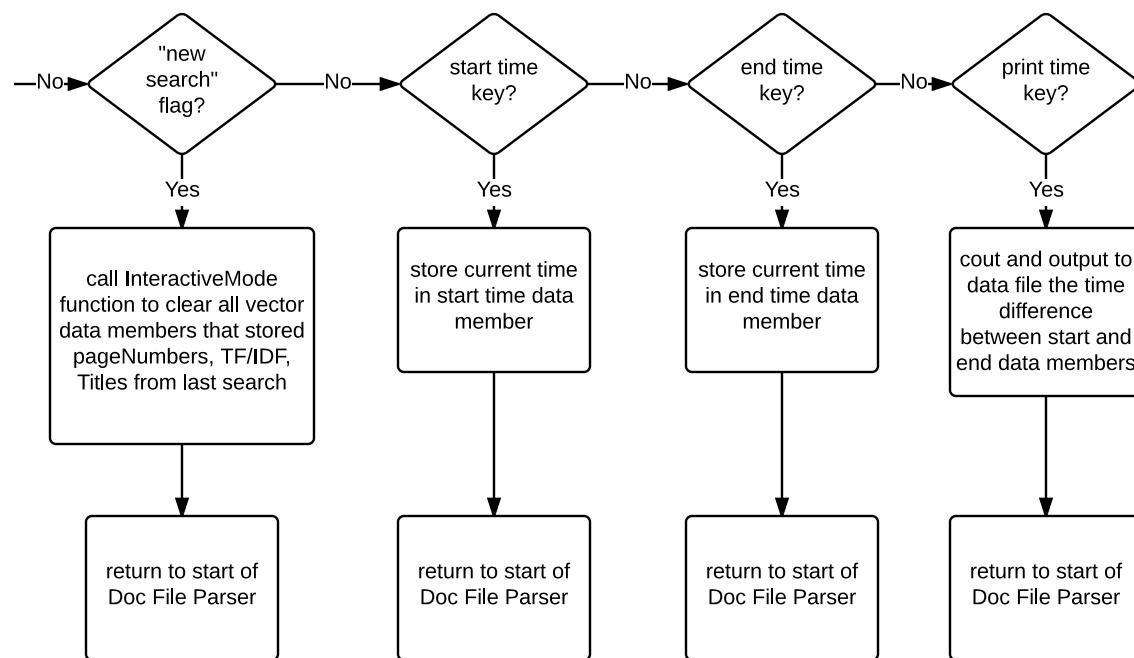 No
"new
search"
flag?
No
start time
key?
No
end time
key?
No
print time
key?
Yes
Yes
Yes
Yes
call InteractiveMode
function to clear all vector
data members that stored
pageNumbers, TF/IDF,
Titles from last search
store current time
in start time data
member
store current time
in end time data
member
cout and output to
data file the time
difference
between start and
end data members
return to start of
Doc File Parser
return to start of
Doc File Parser
return to start of
Doc File Parser
return to start of
Doc File Parser